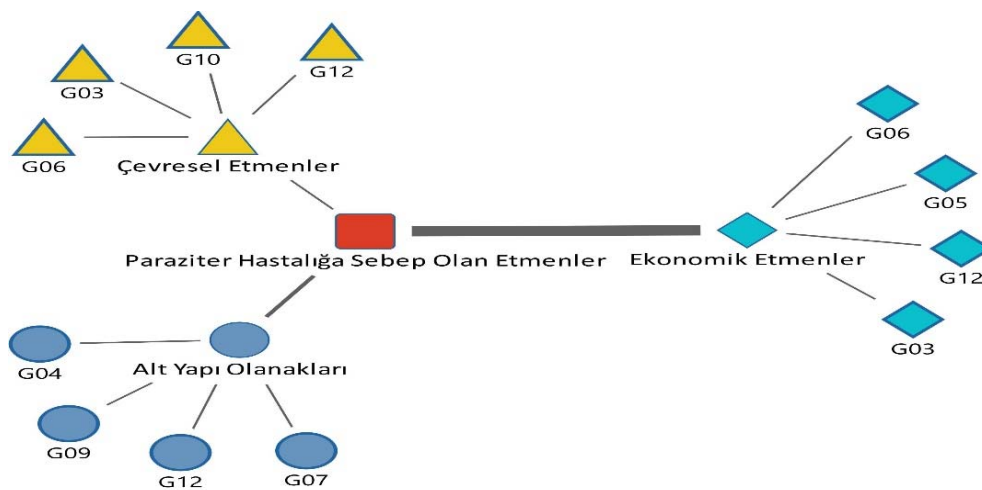 G10
G12
G03
G06
Çevresel Etmenler
G06
G05
G12
G03
Ekonomik Etmenler
Paraziter Hastalığa Sebep Olan Etmenler
Alt Yapı Olanakları
G04
G09
G12
G07